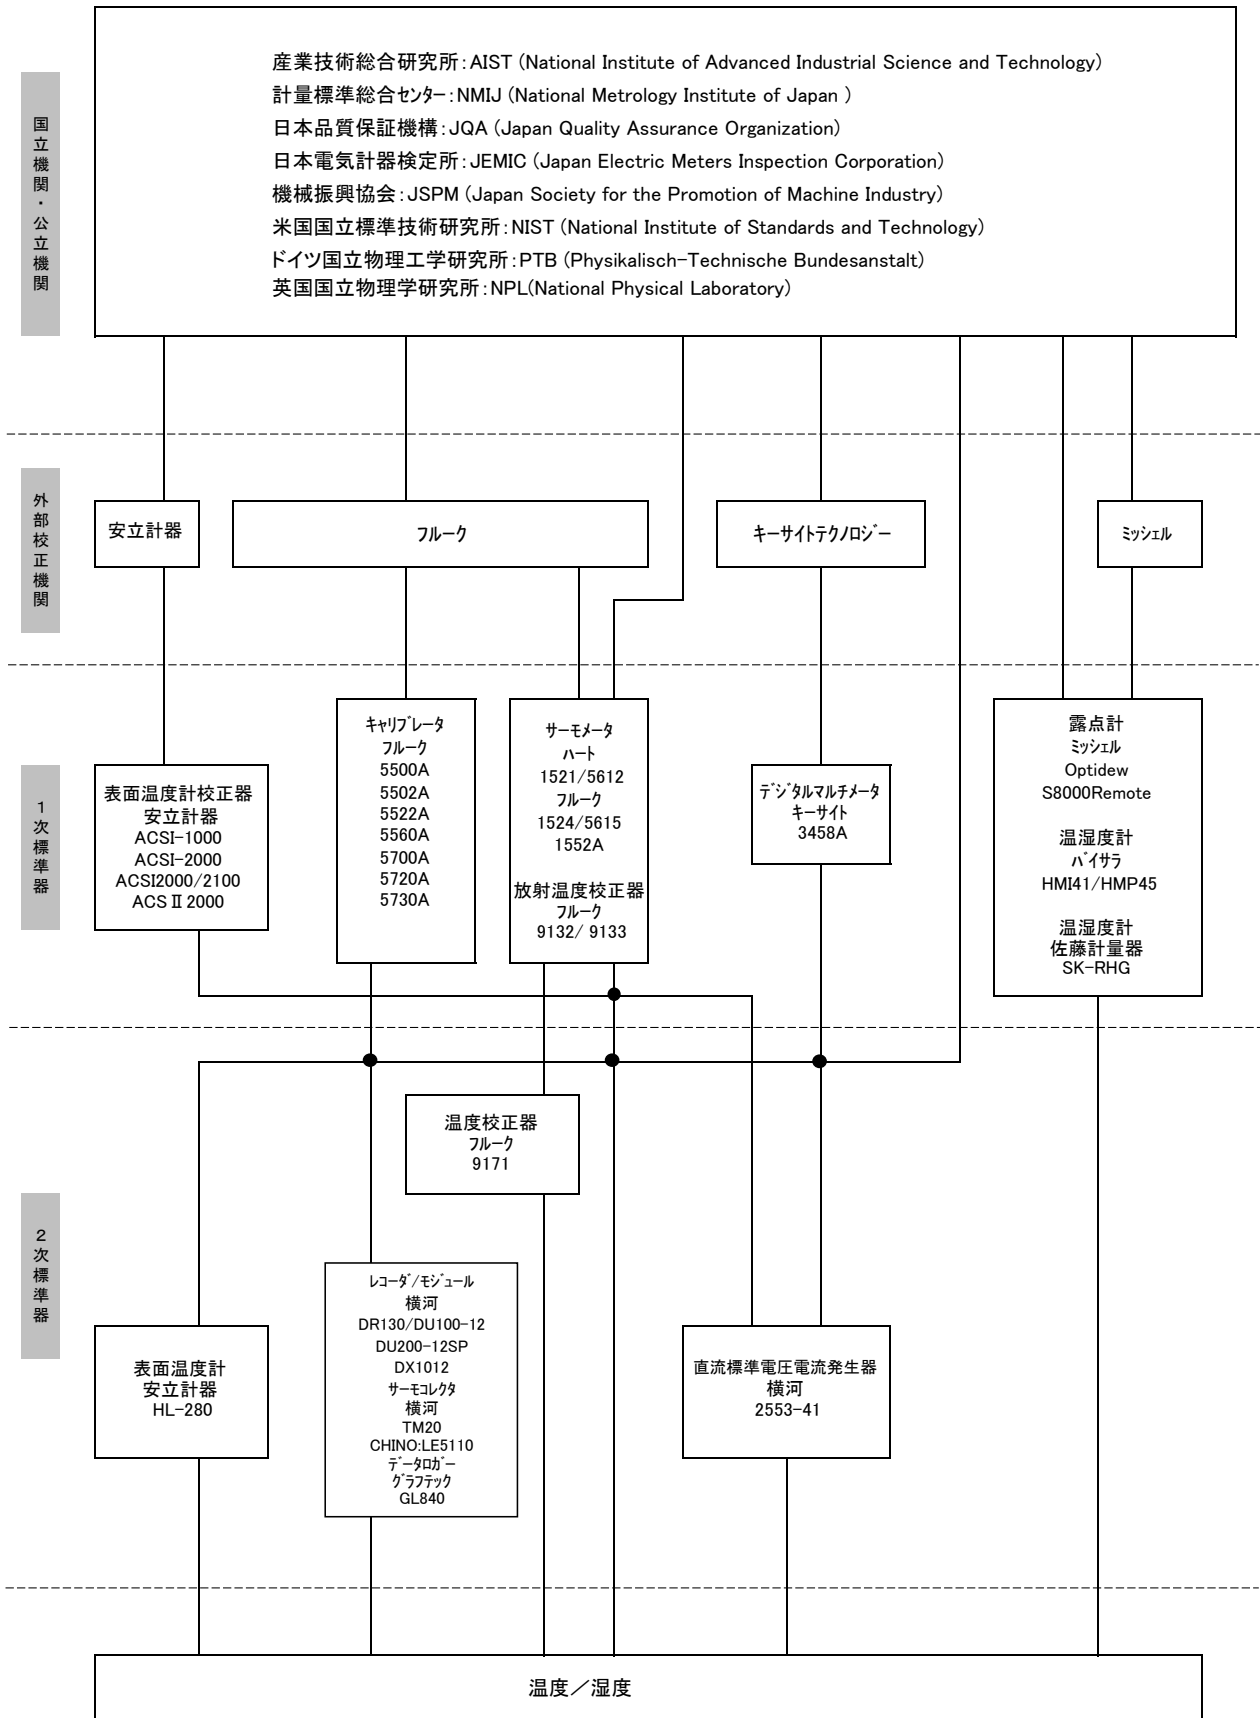 産業技術総合研究所：AIST (National Institute of Advanced Industrial Science and Technology)
計量標準総合ｾﾝﾀｰ：NMIJ (National Metrology Institute of Japan )
日本品質保証機構：JQA (Japan Quality Assurance Organization)
日本電気計器検定所：JEMIC (Japan Electric Meters Inspection Corporation)
機械振興協会：JSPM (Japan Society for the Promotion of Machine Industry)
米国国立標準技術研究所：NIST (National Institute of Standards and Technology)
ドイツ国立物理工学研究所：PTB (Physikalisch-Technische Bundesanstalt)
英国国立物理学研究所：NPL(National Physical Laboratory)
国立機関・公立機関
外部校正機関
安立計器
ﾌﾙｰｸ
ｷｰｻｲﾄﾃｸﾉﾛｼﾞｰ
ﾐｯｼｪﾙ
1次標準器
表面温度計校正器
安立計器
ACSI-1000
ACSI-2000
ACSI2000/2100
ACSⅡ2000
ｷｬﾘﾌﾞﾚｰﾀ
ﾌﾙｰｸ
5500A
5502A
5522A
5560A
5700A
5720A
5730A
ｻｰﾓﾒｰﾀ
ﾊｰﾄ
1521/5612
ﾌﾙｰｸ
1524/5615
1552A
放射温度校正器
ﾌﾙｰｸ
9132/ 9133
ﾃﾞｼﾞﾀﾙﾏﾙﾁﾒｰﾀ
ｷｰｻｲﾄ
3458A
露点計
ﾐｯｼｪﾙ
Optidew
S8000Remote
温湿度計
ﾊﾞｲｻﾗ
HMI41/HMP45
温湿度計
佐藤計量器
SK-RHG
2次標準器
温度校正器
ﾌﾙｰｸ
9171
表面温度計
安立計器
HL-280
ﾚｺｰﾀﾞ/ﾓｼﾞｭｰﾙ
横河
DR130/DU100-12
DU200-12SP
DX1012
ｻｰﾓｺﾚｸﾀ
横河
TM20
CHINO:LE5110
ﾃﾞｰﾀﾛｶﾞｰ
ｸﾞﾗﾌﾃｯｸ
GL840
直流標準電圧電流発生器
横河
2553-41
温度／湿度